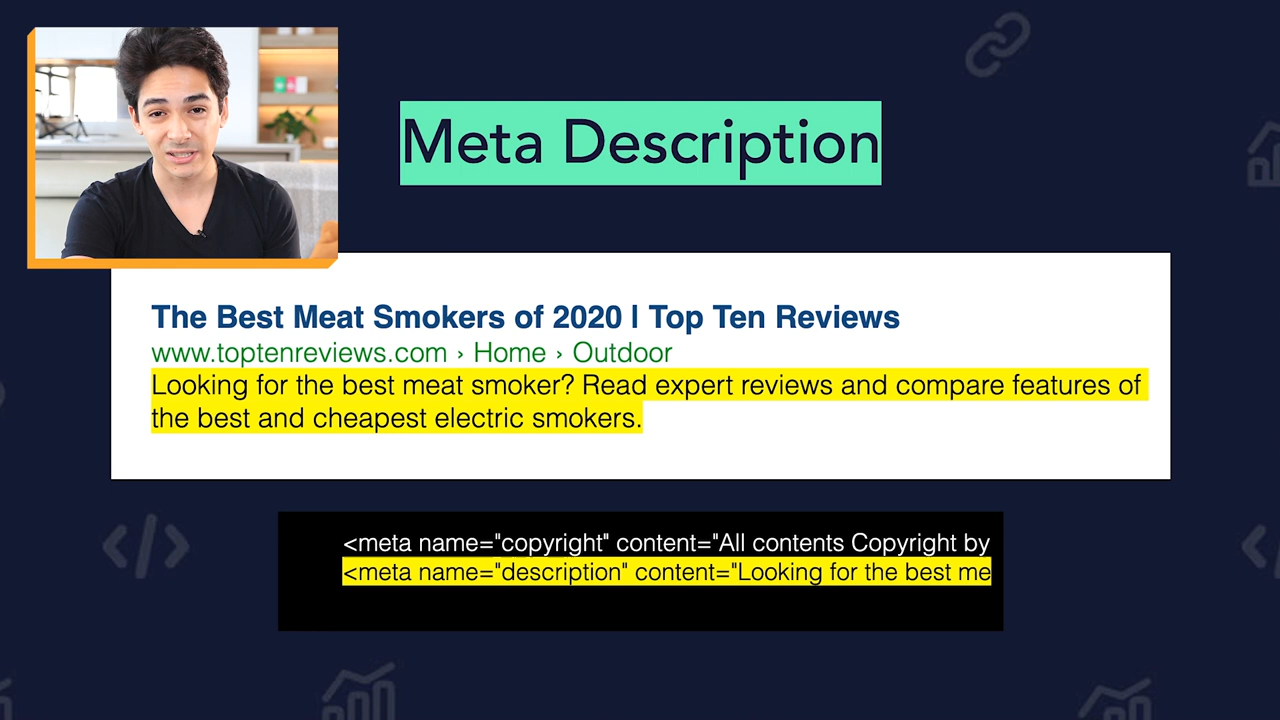 Meta Description
The Best Meat Smokers of 2020 | Top Ten Reviews
www.toptenreviews.com › Home › Outdoor
Looking for the best meat smoker? Read expert reviews and compare features of
the best and cheapest electric smokers.
<meta name="copyright" content="All contents Copyright by
<meta name="description" content="Looking for the best me